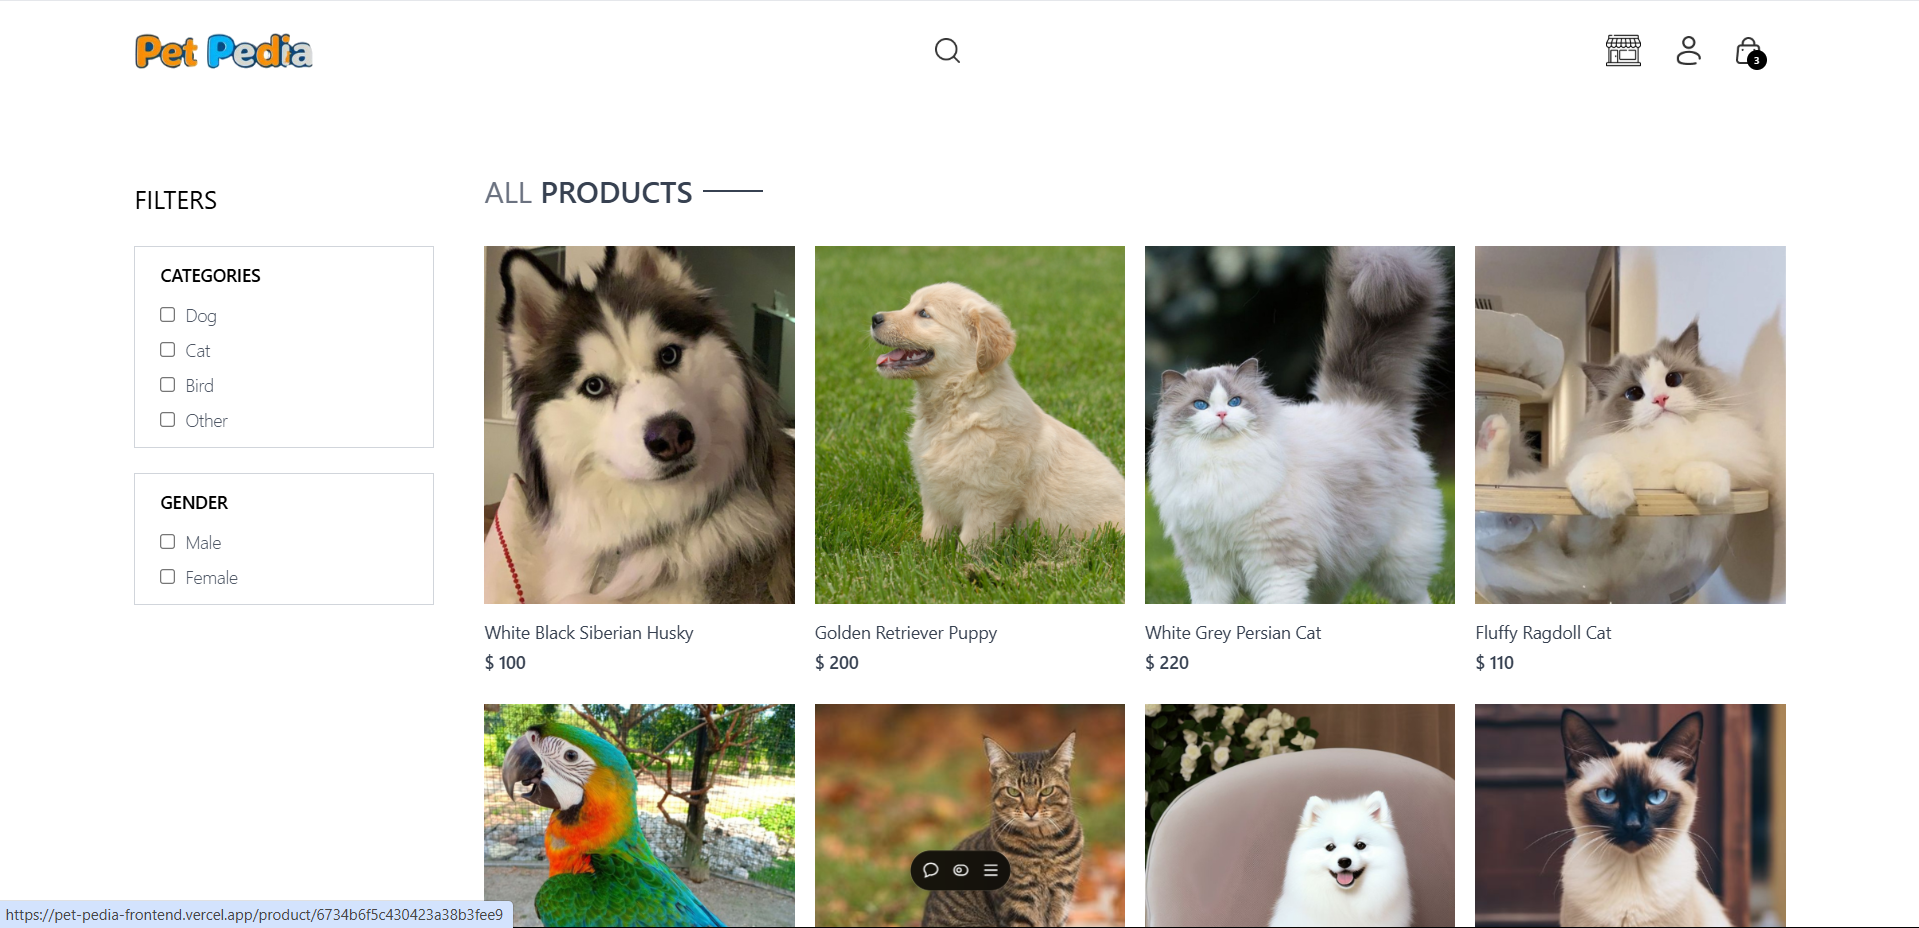 Pet Pedia
3
FILTERS
CATEGORIES
Dog
Cat
Bird
Other
GENDER
Male
Female
ALL PRODUCTS
White Black Siberian Husky
$ 100
Golden Retriever Puppy
$ 200
White Grey Persian Cat
$ 220
Fluffy Ragdoll Cat
$ 110
https://pet-pedia-frontend.vercel.app/product/6734b6f5c430423a38b3fee9